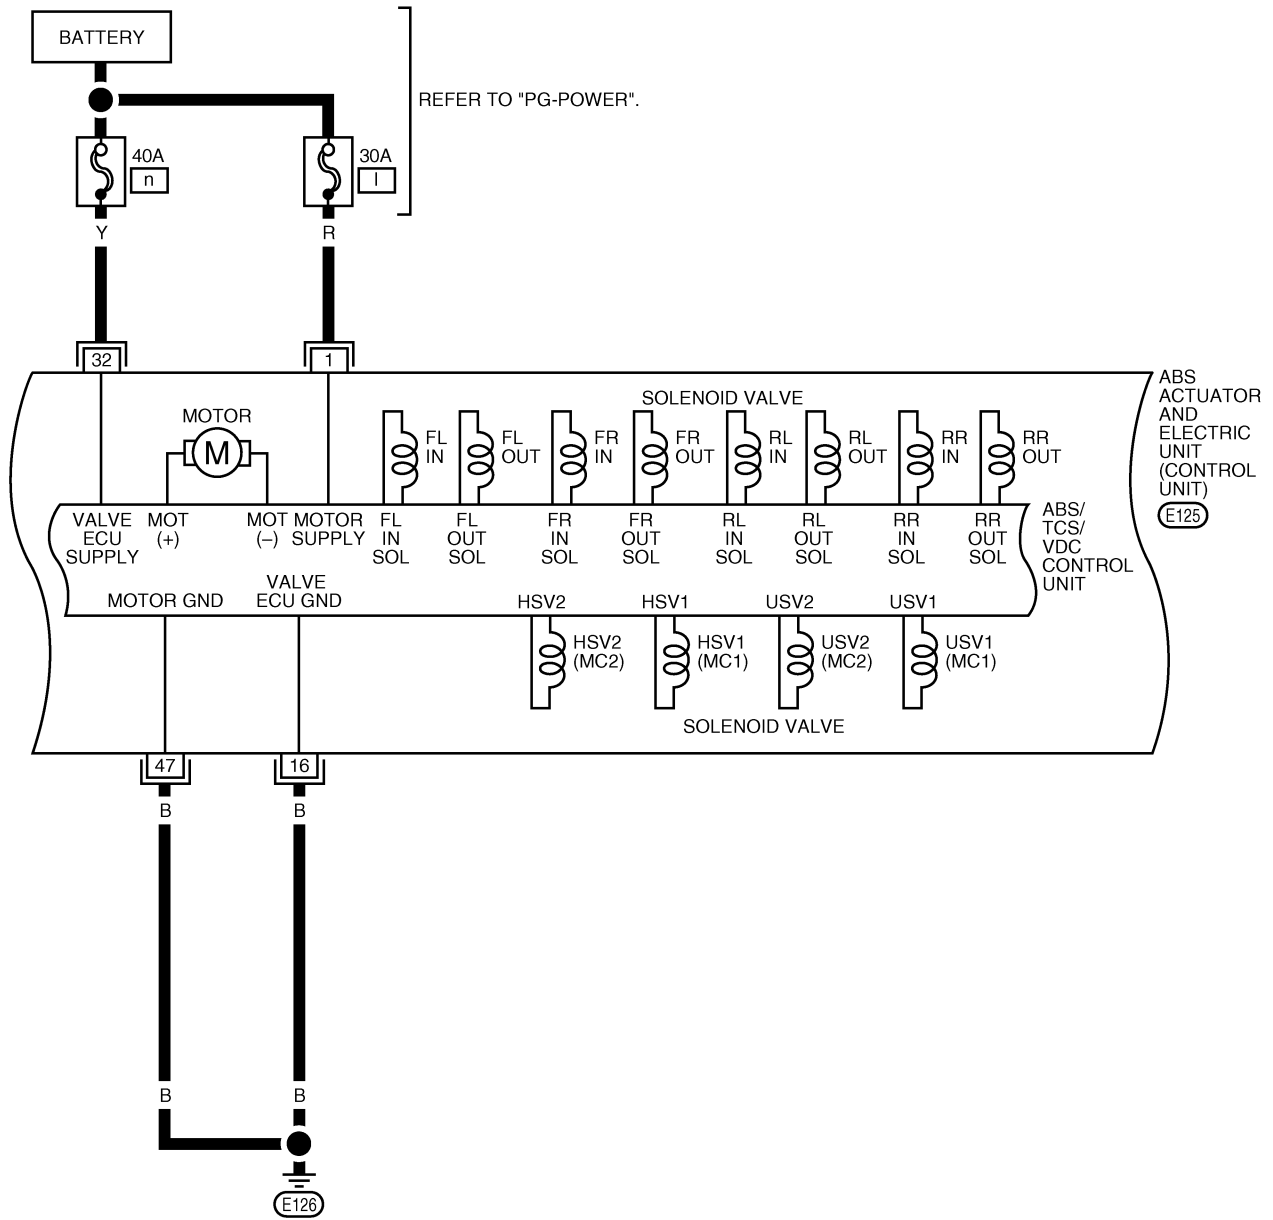 BATTERY
REFER TO "PG-POWER".
40A
n
30A
l
Y
R
32
1
ABS
ACTUATOR
AND
ELECTRIC
UNIT
(CONTROL
UNIT)
E125
SOLENOID VALVE
MOTOR
M
FL
IN
FL
OUT
FR
IN
FR
OUT
RL
IN
RL
OUT
RR
IN
RR
OUT
VALVE
ECU
SUPPLY
MOT
(+)
MOT
(–)
MOTOR
SUPPLY
FL
IN
SOL
FL
OUT
SOL
FR
IN
SOL
FR
OUT
SOL
RL
IN
SOL
RL
OUT
SOL
RR
IN
SOL
RR
OUT
SOL
ABS/
TCS/
VDC
CONTROL
UNIT
MOTOR GND
VALVE
ECU GND
HSV2
HSV1
USV2
USV1
HSV2
(MC2)
HSV1
(MC1)
USV2
(MC2)
USV1
(MC1)
SOLENOID VALVE
47
16
B
B
B
B
E126